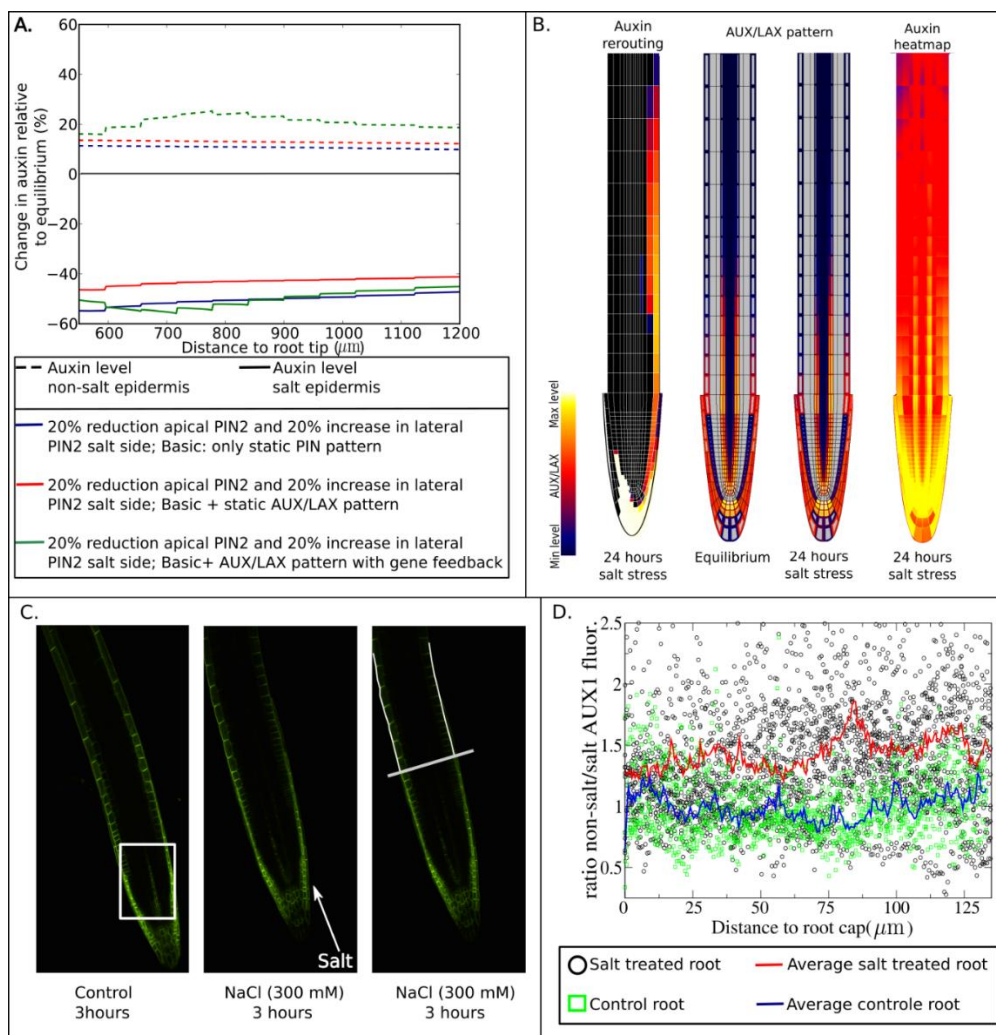 A.
60
40
20
0
−20
−40
−60
Change in auxin relative
to equilibrium (%)
600
700
800
900
1000
1100
1200
Distance to root tip (μm)
Auxin level
non-salt epidermis
Auxin level
salt epidermis
20% reduction apical PIN2 and 20% increase in lateral
PIN2 salt side; Basic: only static PIN pattern
20% reduction apical PIN2 and 20% increase in lateral
PIN2 salt side; Basic + static AUX/LAX pattern
20% reduction apical PIN2 and 20% increase in lateral
PIN2 salt side; Basic+ AUX/LAX pattern with gene feedback
B.
Auxin
rerouting
AUX/LAX pattern
Auxin
heatmap
Max level
AUX/LAX
Min level
24 hours
salt stress
Equilibrium
24 hours
salt stress
24 hours
salt stress
C.
Salt
Control
3hours
NaCl (300 mM)
3 hours
NaCl (300 mM)
3 hours
D.
2.5
2
1.5
1
0.5
ratio non-salt/salt AUX1 fluor.
0
25
50
75
100
125
Distance to root cap(μm)
Salt treated root
Average salt treated root
Control root
Average controle root